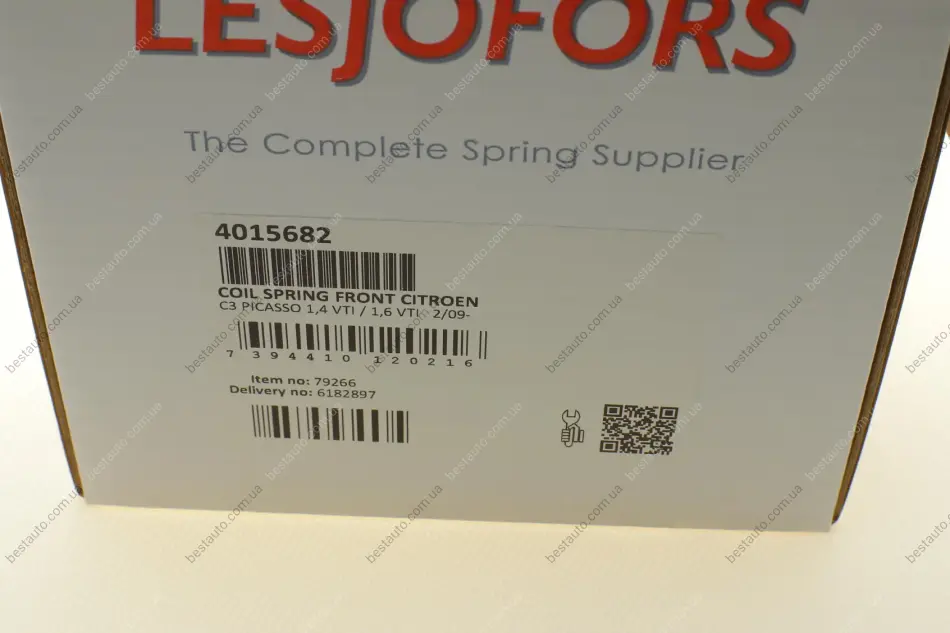 LESJÖFORS
The Complete Spring Supplier
4015682
COIL SPRING FRONT CITROEN
C3 PICASSO 1,4 VTI / 1,6 VTI 2/09-
7 394410 120216
Item no: 79266
Delivery no: 6182897
bestauto.com.ua